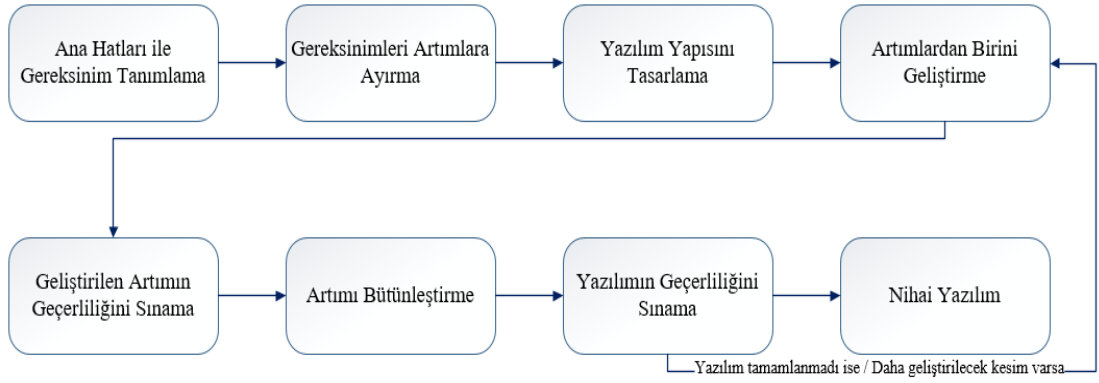 Ana Hatları ile
Gereksinim Tanımlama
Gereksinimleri Artımlara
Ayırma
Yazılım Yapısını
Tasarlama
Artımlardan Birini
Geliştirme
Geliştirilen Artımın
Geçerliliğini Sınama
Artımı Bütünleştirme
Yazılımın Geçerliliğini
Sınama
Nihai Yazılım
Yazılım tamamlanmadı ise / Daha geliştirilecek kesim varsa